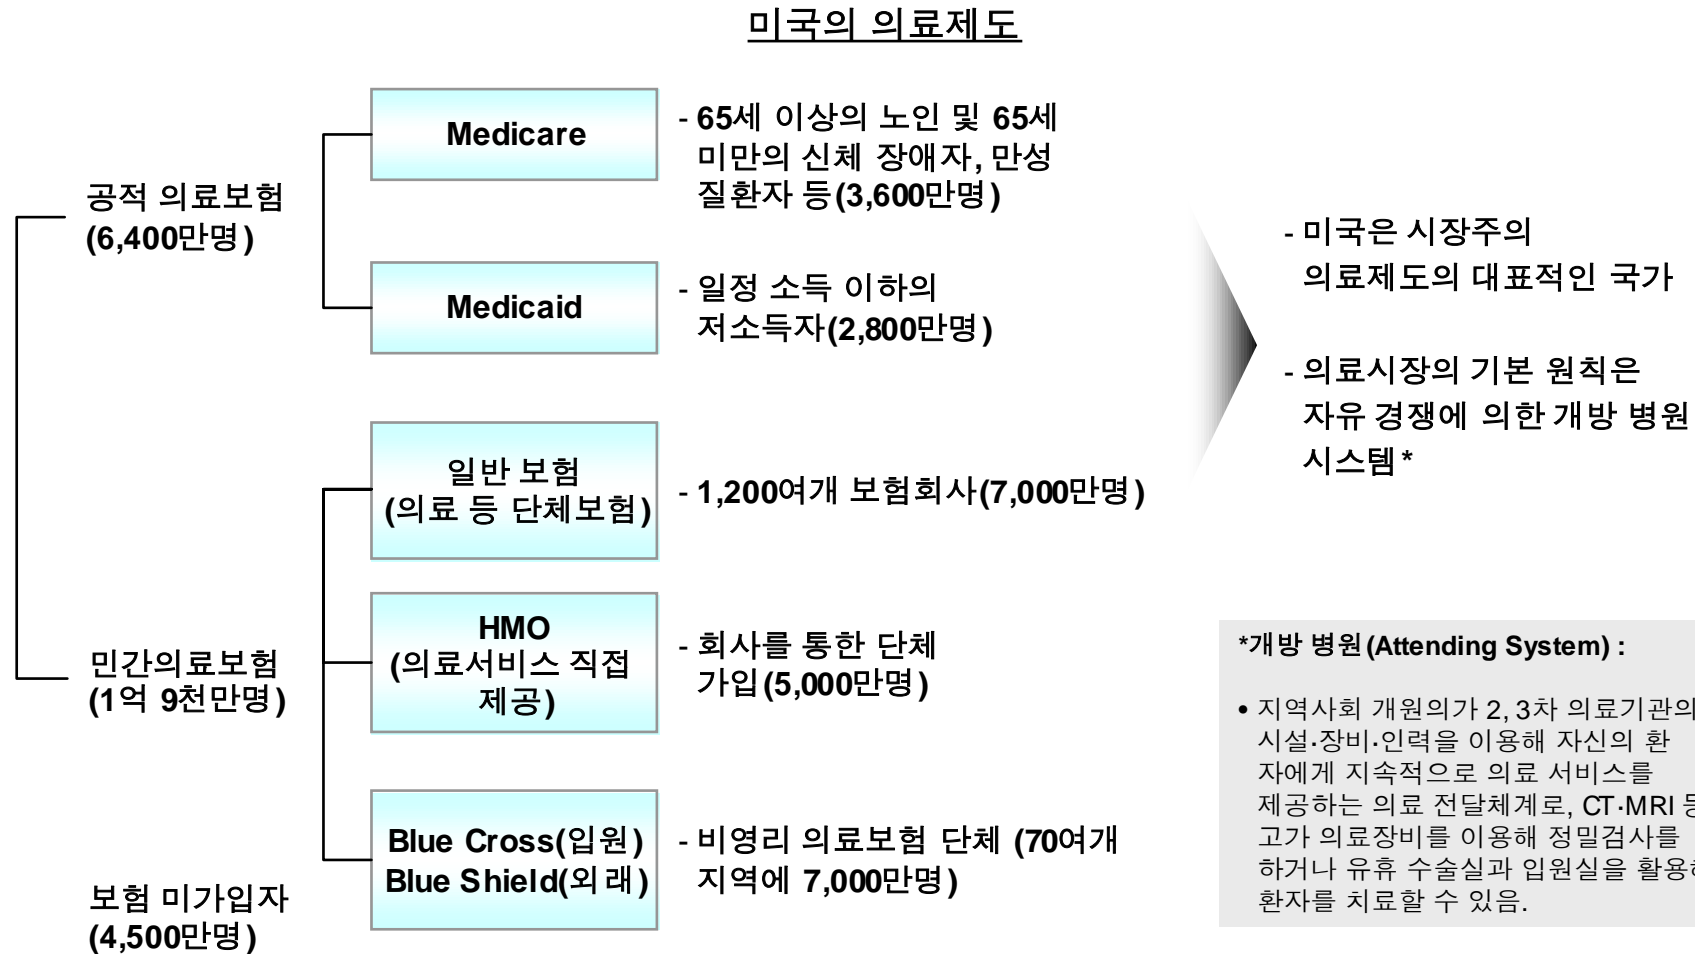 미국의 의료제도
공적 의료보험
(6,400만명)
Medicare
- 65세 이상의 노인 및 65세
미만의 신체 장애자, 만성
질환자 등(3,600만명)
Medicaid
- 일정 소득 이하의
저소득자(2,800만명)
민간의료보험
(1억 9천만명)
일반 보험
(의료 등 단체보험)
- 1,200여개 보험회사(7,000만명)
HMO
(의료서비스 직접
제공)
- 회사를 통한 단체
가입(5,000만명)
Blue Cross(입원)
Blue Shield(외래)
- 비영리 의료보험 단체 (70여개
지역에 7,000만명)
보험 미가입자
(4,500만명)
- 미국은 시장주의
의료제도의 대표적인 국가
- 의료시장의 기본 원칙은
자유 경쟁에 의한 개방 병원
시스템*
*개방 병원(Attending System) :
• 지역사회 개원의가 2, 3차 의료기관의
시설·장비·인력을 이용해 자신의 환
자에게 지속적으로 의료 서비스를
제공하는 의료 전달체계로, CT·MRI
고가 의료장비를 이용해 정밀검사를
하거나 유휴 수술실과 입원실을
환자를 치료할 수 있음.